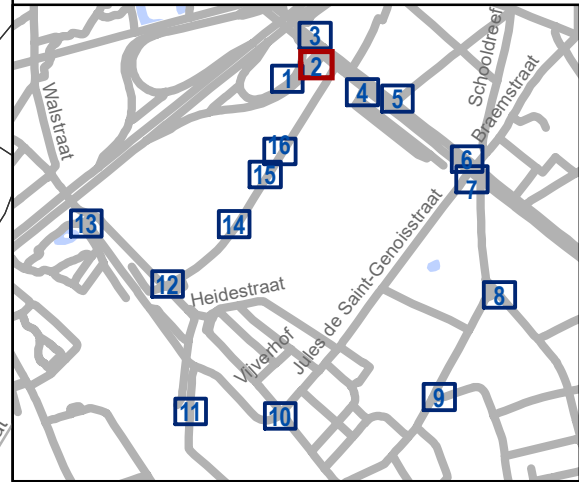 3
2
1
4
5
Schooldreef
Braemstraat
Walstraat
16
15
6
7
13
14
12
Heidestraat
Jules de Saint-Genoisstraat
8
Vijverhof
11
10
9